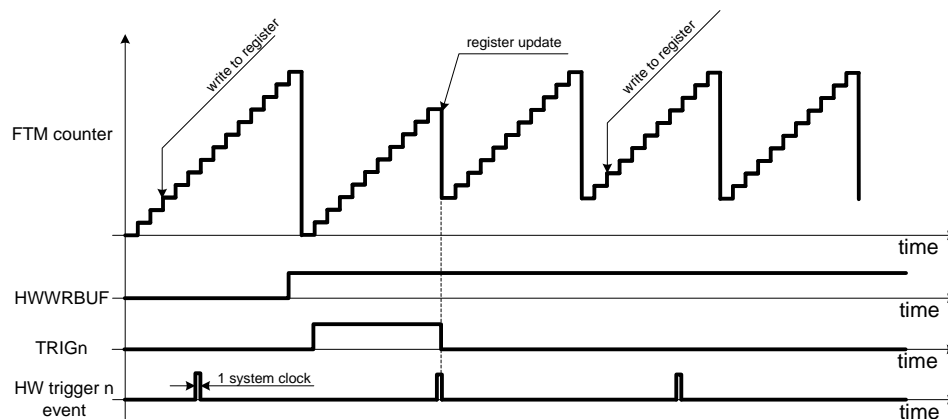 write to register
register update
write to register
FTM counter
time
HWWRBUF
time
TRIGn
time
HW trigger n
event
1 system clock
time